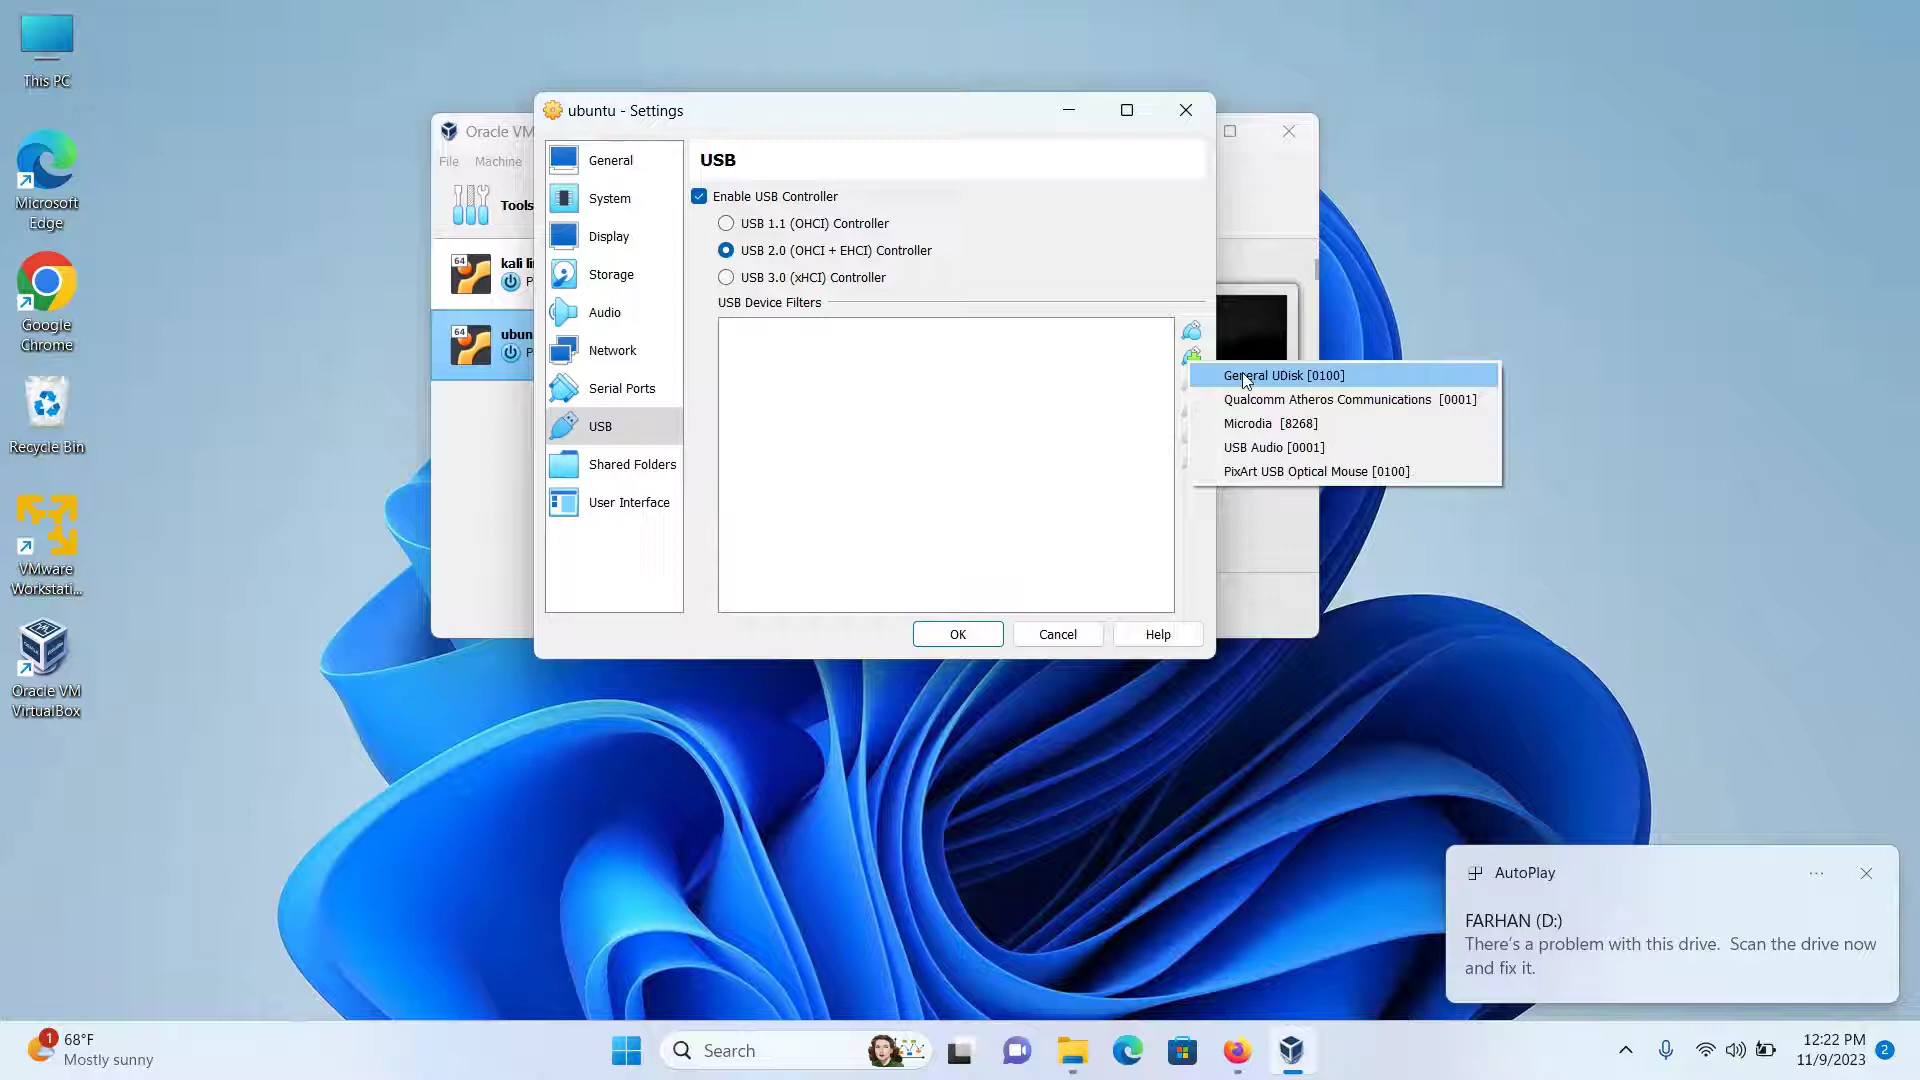 This PC
Microsoft
Edge
Google
Chrome
Recycle Bin
VMware
Workstati...
Oracle VM
VirtualBox
Oracle VM
File Machine
Tools
64
kali li
P
64
ubun
P
ubuntu - Settings
General
System
Display
Storage
Audio
Network
Serial Ports
USB
Shared Folders
User Interface
USB
Enable USB Controller
USB 1.1 (OHCI) Controller
USB 2.0 (OHCI + EHCI) Controller
USB 3.0 (xHCI) Controller
USB Device Filters
General UDisk [0100]
Qualcomm Atheros Communications [0001]
Microdia [8268]
USB Audio [0001]
PixArt USB Optical Mouse [0100]
OK
Cancel
Help
AutoPlay
FARHAN (D:)
There's a problem with this drive. Scan the drive now
and fix it.
1
68°F
Mostly sunny
Search
12:22 PM
11/9/2023
2